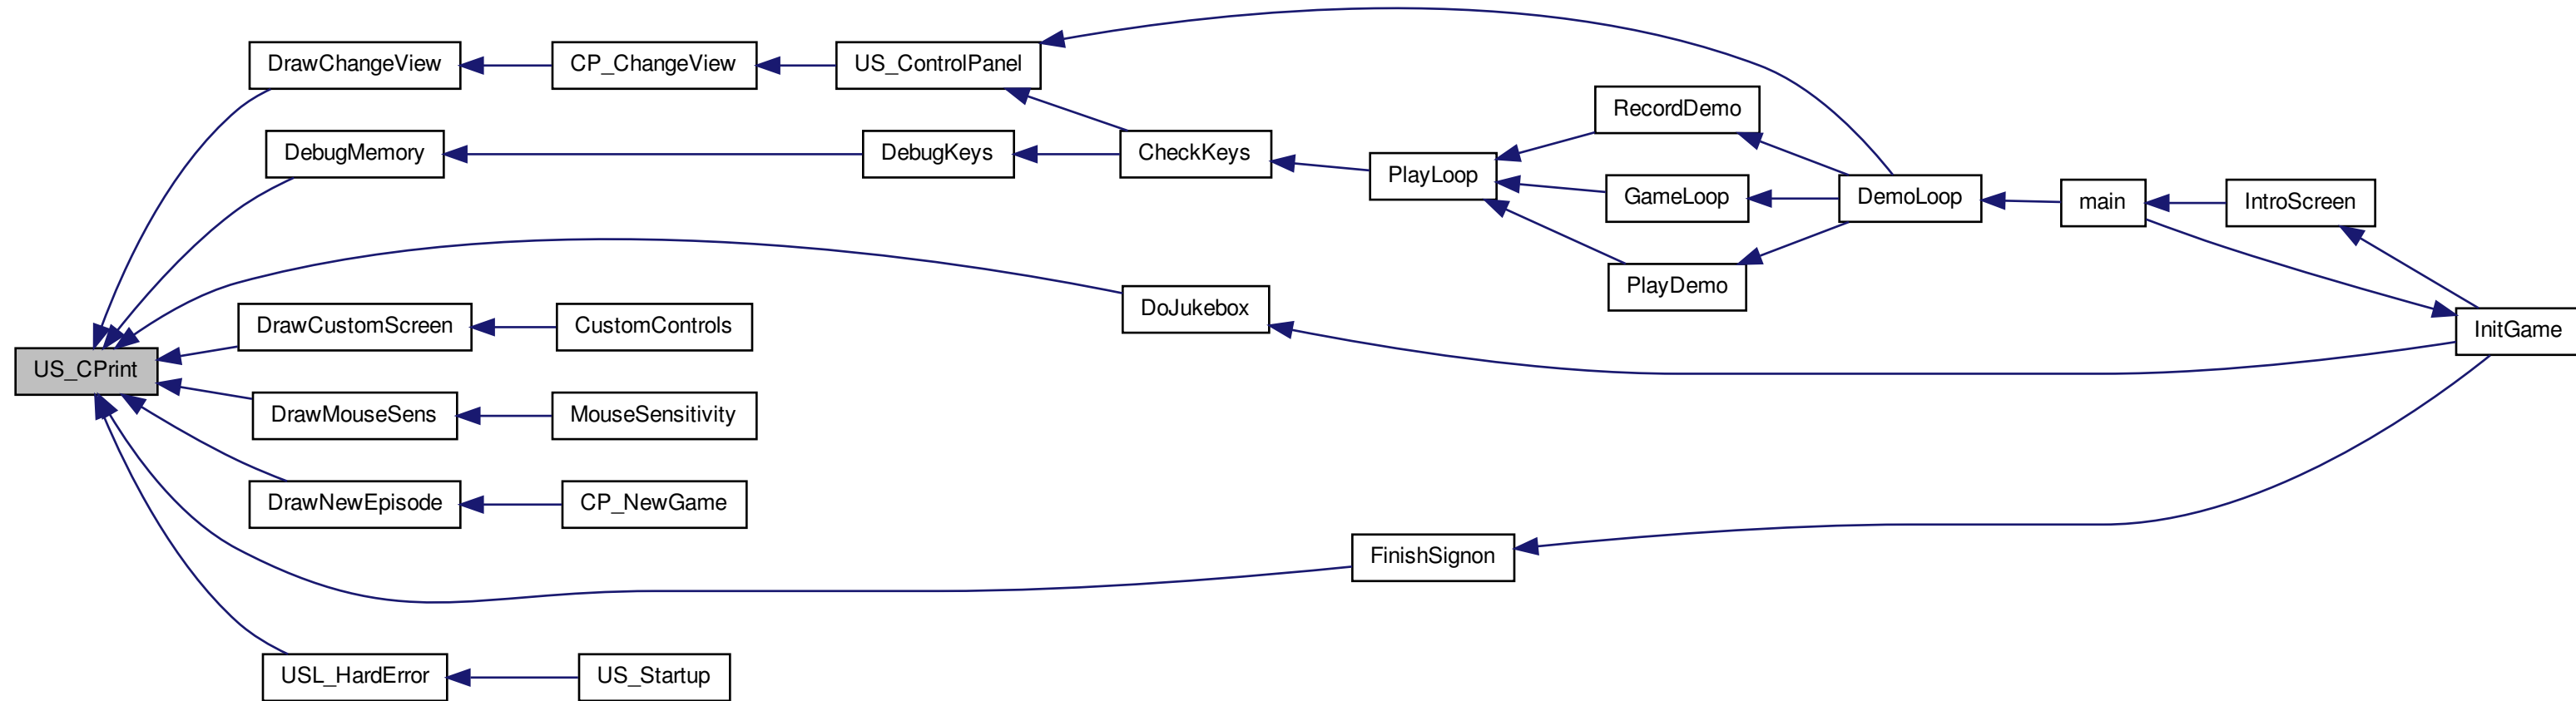 DrawChangeView
CP_ChangeView
US_ControlPanel
RecordDemo
DebugMemory
DebugKeys
CheckKeys
PlayLoop
GameLoop
DemoLoop
main
IntroScreen
PlayDemo
DoJukebox
DrawCustomScreen
CustomControls
InitGame
US_CPrint
DrawMouseSens
MouseSensitivity
DrawNewEpisode
CP_NewGame
FinishSignon
USL_HardError
US_Startup